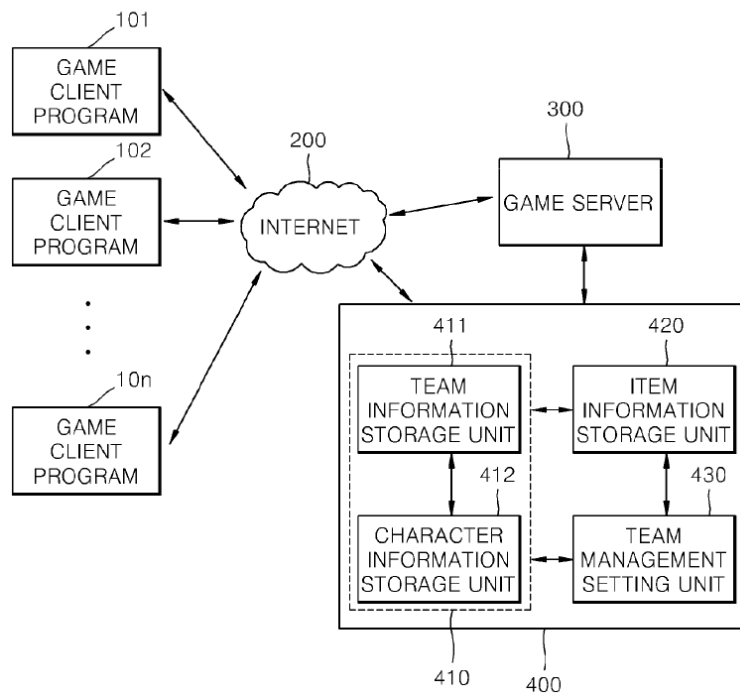 101
GAME
CLIENT
PROGRAM
102
GAME
CLIENT
PROGRAM
10n
GAME
CLIENT
PROGRAM
200
INTERNET
300
GAME SERVER
411
TEAM
INFORMATION
STORAGE UNIT
420
ITEM
INFORMATION
STORAGE UNIT
412
CHARACTER
INFORMATION
STORAGE UNIT
430
TEAM
MANAGEMENT
SETTING UNIT
410
400